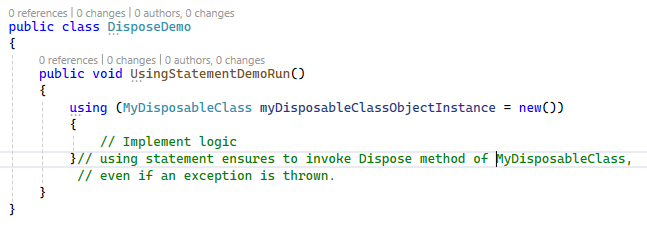 0 references | 0 changes | 0 authors, 0 changes
public class DisposeDemo
{
0 references | 0 changes | 0 authors, 0 changes
public void UsingStatementDemoRun()
{
using (MyDisposableClass myDisposableClassObjectInstance = new())
{
// Implement logic
}// using statement ensures to invoke Dispose method of MyDisposableClass,
// even if an exception is thrown.
}
}